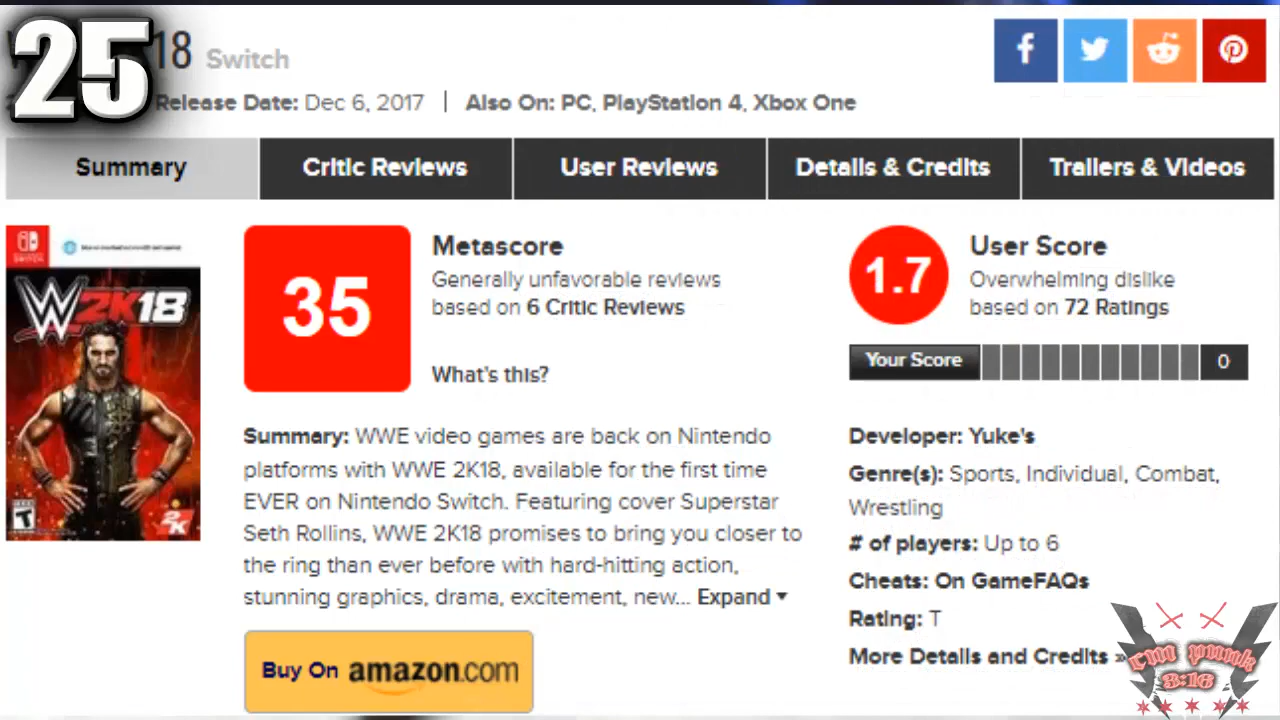 25
18 Switch
Release Date: Dec 6, 2017 | Also On: PC, PlayStation 4, Xbox One
Summary
Critic Reviews
User Reviews
Details & Credits
Trailers & Videos
SWITCH
W 2K18
T
2K
35
Metascore
Generally unfavorable reviews
based on 6 Critic Reviews
What's this?
1.7
User Score
Overwhelming dislike
based on 72 Ratings
Your Score
0
Summary: WWE video games are back on Nintendo
platforms with WWE 2K18, available for the first time
EVER on Nintendo Switch. Featuring cover Superstar
Seth Rollins, WWE 2K18 promises to bring you closer to
the ring than ever before with hard-hitting action,
stunning graphics, drama, excitement, new... Expand
Buy On amazon.com
Developer: Yuke's
Genre(s): Sports, Individual, Combat,
Wrestling
# of players: Up to 6
Cheats: On GameFAQs
Rating: T
More Details and Credits »
cm punk
3:16